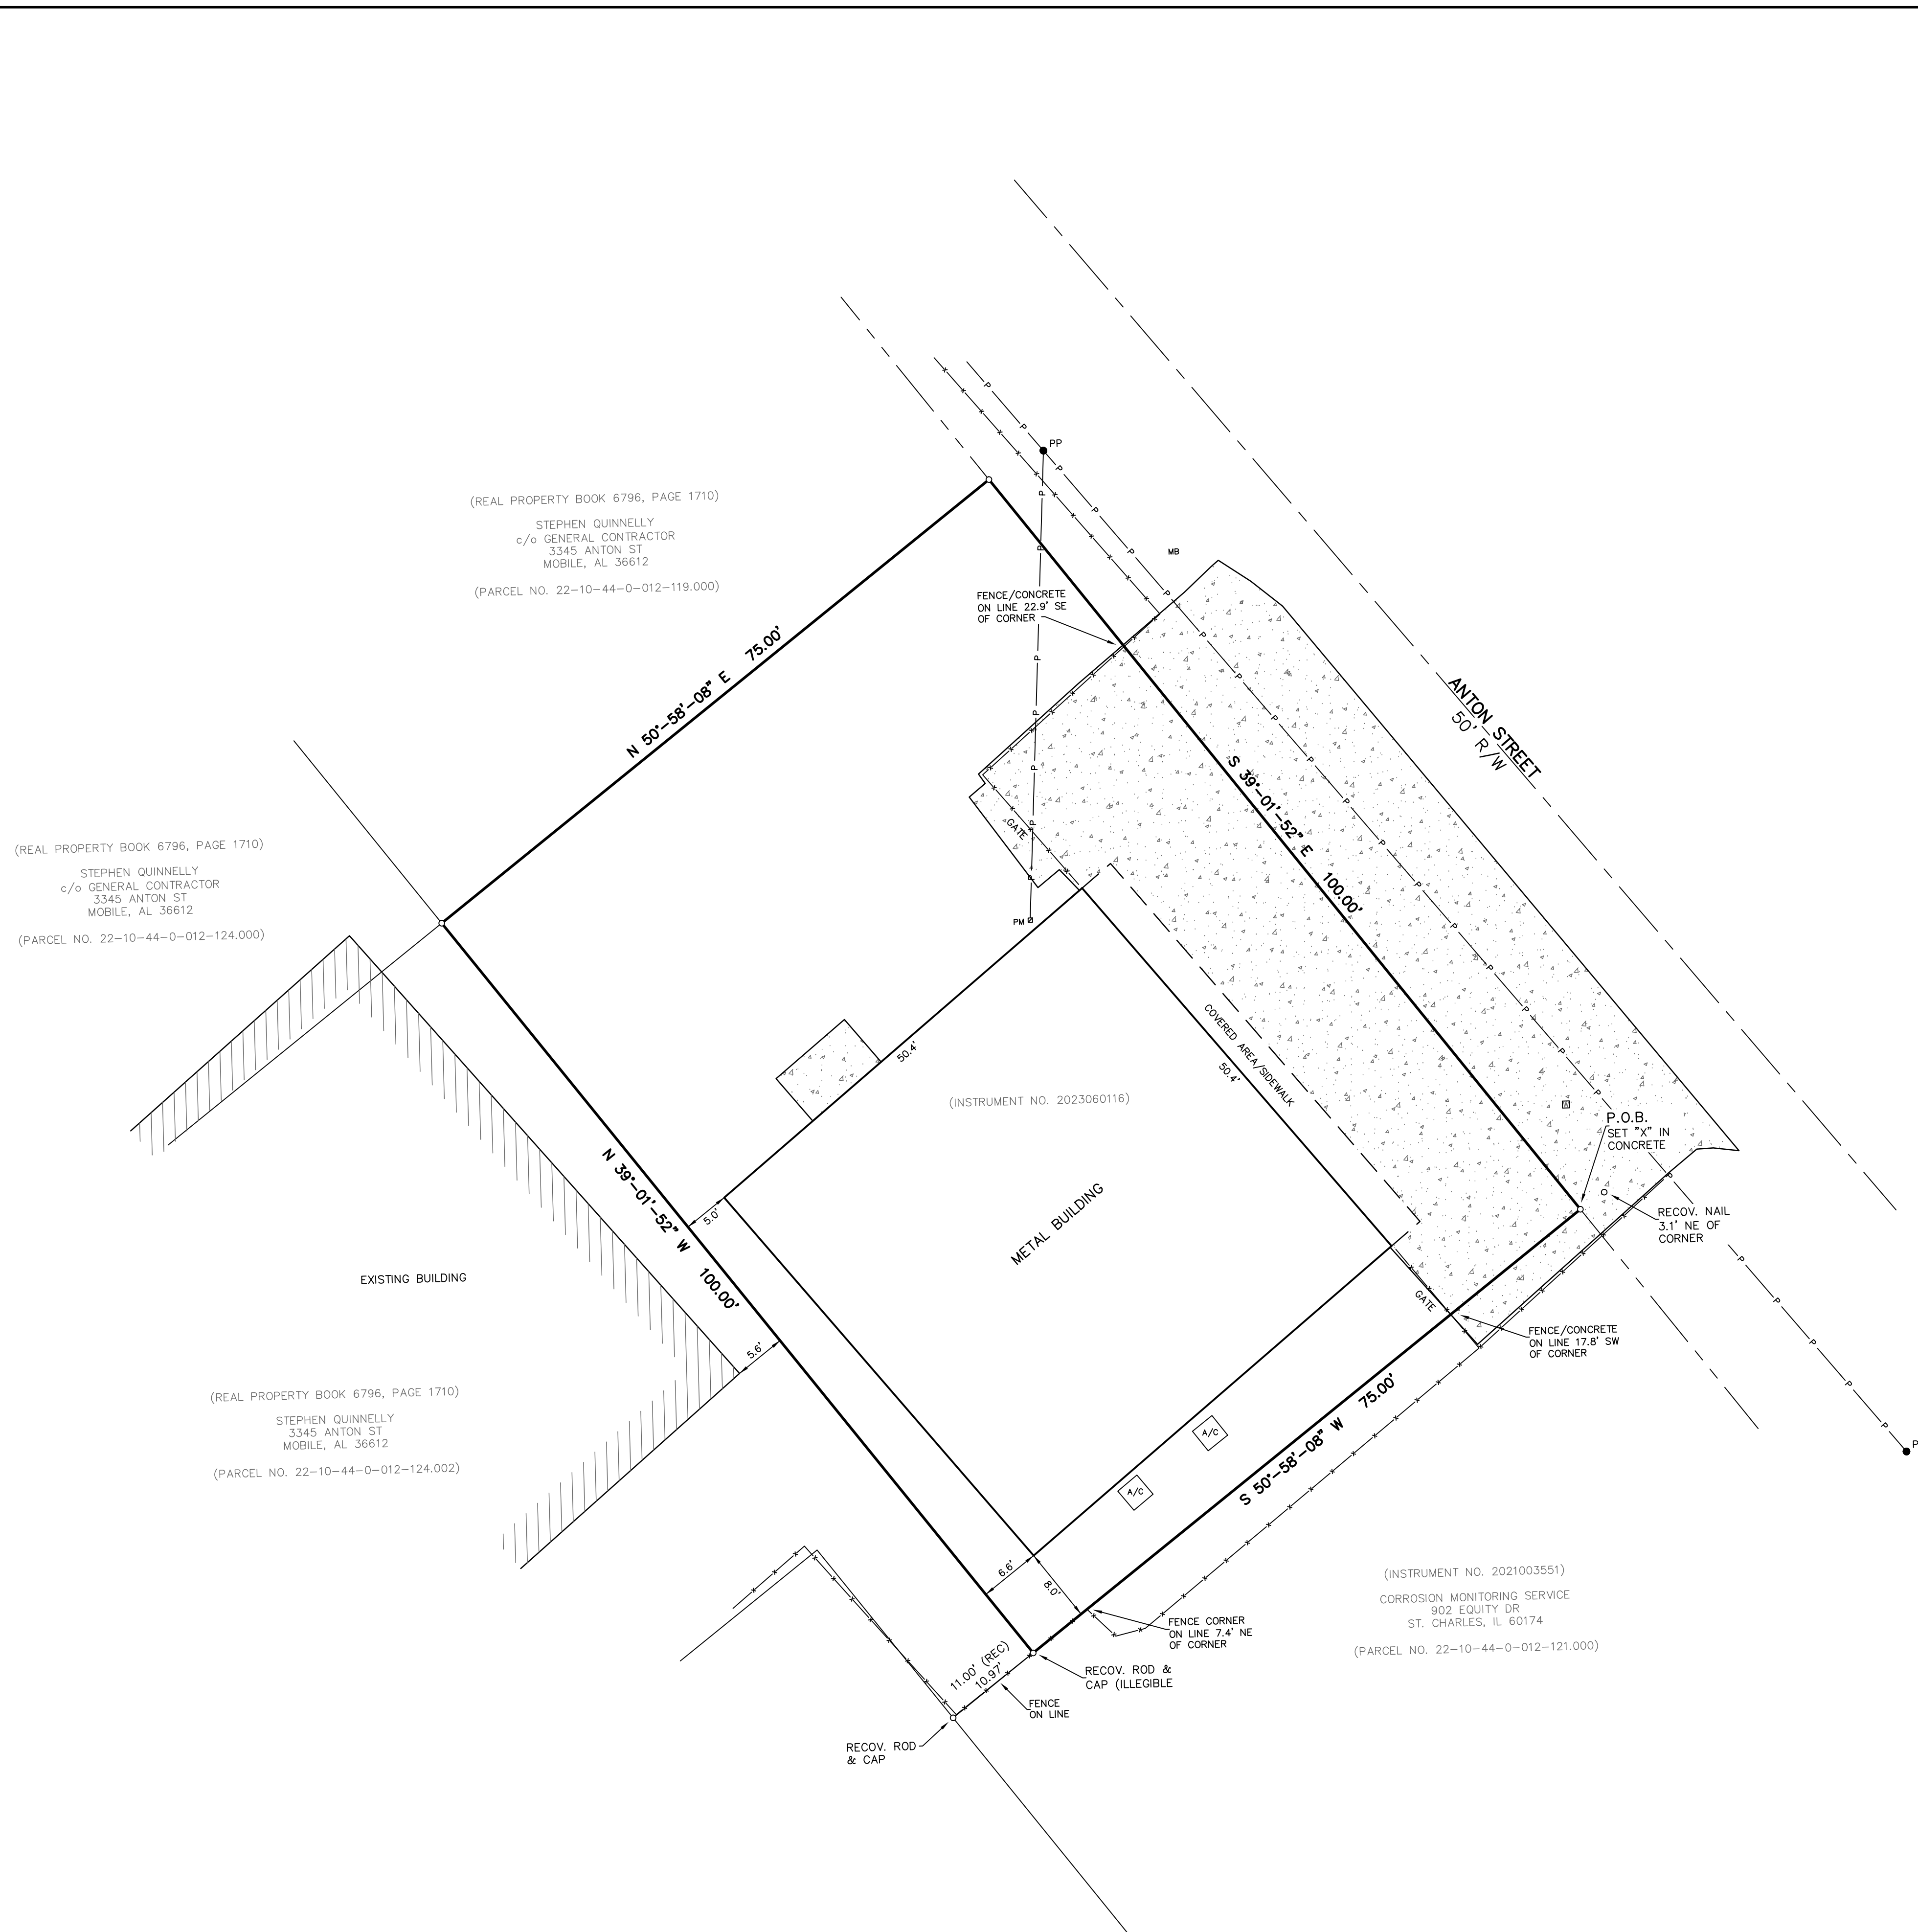 PP
(REAL PROPERTY BOOK 6796, PAGE 1710)
STEPHEN QUINNELLY
c/o GENERAL CONTRACTOR
3345 ANTON ST
MOBILE, AL 36612
(PARCEL NO. 22-10-44-0-012-119.000)
MB
FENCE/CONCRETE
ON LINE 22.9' SE
OF CORNER
N 50°-58'-08" E 75.00'
ANTON STREET
50' R/W
S 39°-01'-52" E 100.00'
(REAL PROPERTY BOOK 6796, PAGE 1710)
STEPHEN QUINNELLY
c/o GENERAL CONTRACTOR
3345 ANTON ST
MOBILE, AL 36612
(PARCEL NO. 22-10-44-0-012-124.000)
GATE
PM
COVERED AREA/SIDEWALK
50.4'
50.4'
(INSTRUMENT NO. 2023060116)
METAL BUILDING
W
P.O.B.
SET "X" IN
CONCRETE
RECOV. NAIL
3.1' NE OF
CORNER
N 39°-01'-52" W 100.00'
5.0'
EXISTING BUILDING
5.6'
GATE
FENCE/CONCRETE
ON LINE 17.8' SW
OF CORNER
(REAL PROPERTY BOOK 6796, PAGE 1710)
STEPHEN QUINNELLY
3345 ANTON ST
MOBILE, AL 36612
(PARCEL NO. 22-10-44-0-012-124.002)
A/C
A/C
S 50°-58'-08" W 75.00'
P
6.6'
8.0'
(INSTRUMENT NO. 2021003551)
CORROSION MONITORING SERVICE
902 EQUITY DR
ST. CHARLES, IL 60174
(PARCEL NO. 22-10-44-0-012-121.000)
FENCE CORNER
ON LINE 7.4' NE
OF CORNER
11.00' (REC)
10.97'
RECOV. ROD &
CAP (ILLEGIBLE
FENCE
ON LINE
RECOV. ROD
& CAP